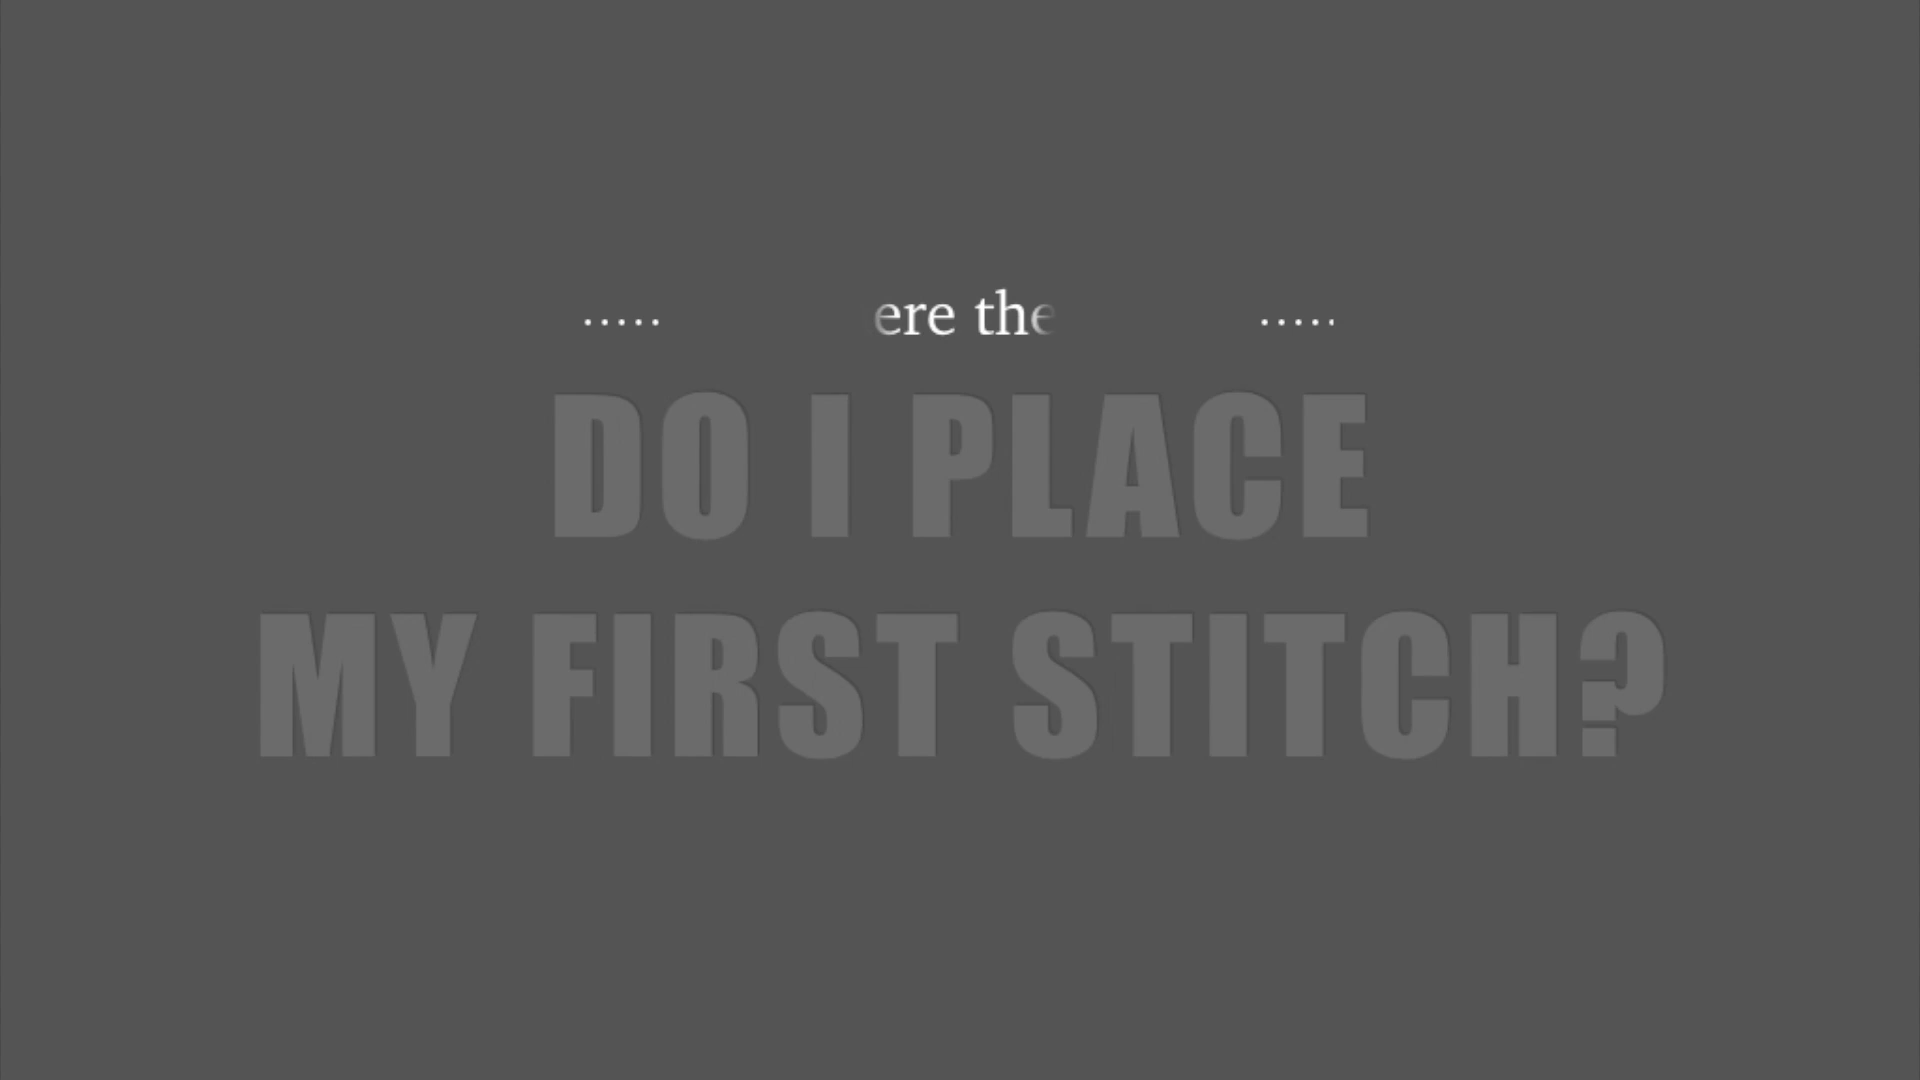 ..... ere the .....
DO I PLACE
MY FIRST STITCH?